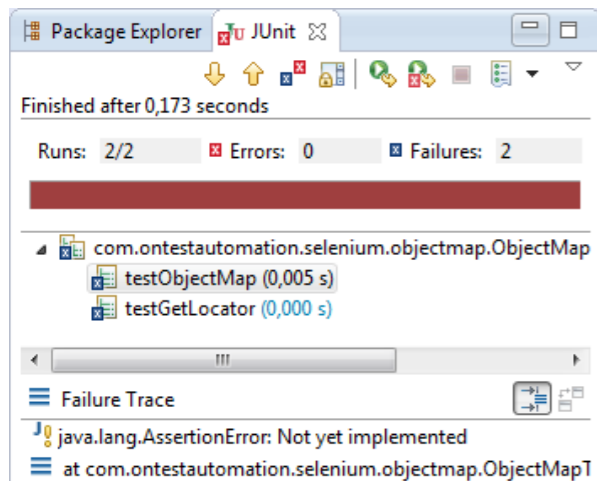 Package Explorer JUnit
Finished after 0,173 seconds
Runs: 2/2 Errors: 0 Failures: 2
com.ontestautomation.selenium.objectmap.ObjectMap
testObjectMap (0,005 s)
testGetLocator (0,000 s)
Failure Trace
java.lang.AssertionError: Not yet implemented
at com.ontestautomation.selenium.objectmap.ObjectMapT